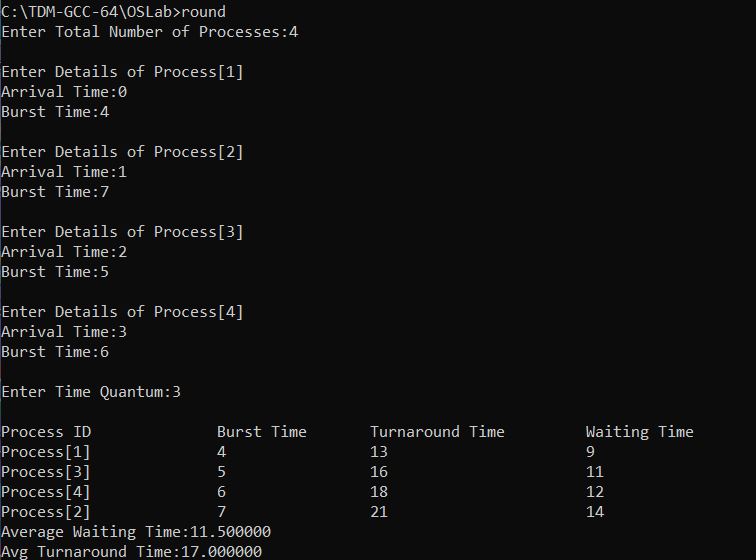 C:\TDM-GCC-64\OSLab>round
Enter Total Number of Processes:4
Enter Details of Process[1]
Arrival Time:0
Burst Time:4
Enter Details of Process[2]
Arrival Time:1
Burst Time:7
Enter Details of Process[3]
Arrival Time:2
Burst Time:5
Enter Details of Process[4]
Arrival Time:3
Burst Time:6
Enter Time Quantum:3
Process ID Burst Time Turnaround Time Waiting Time
Process[1] 4 13 9
Process[3] 5 16 11
Process[4] 6 18 12
Process[2] 7 21 14
Average Waiting Time:11.500000
Avg Turnaround Time:17.000000